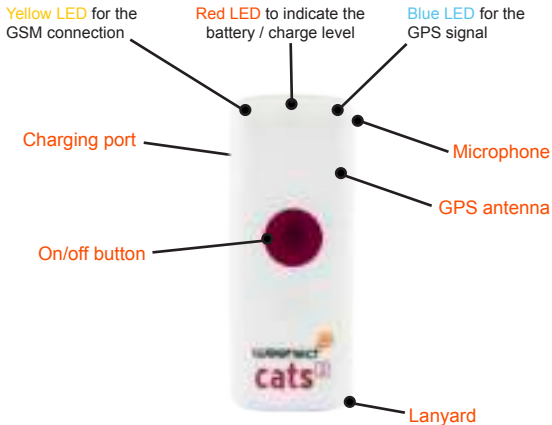 Yellow LED for the
GSM connection
Red LED to indicate the
battery / charge level
Blue LED for the
GPS signal
Charging port
Microphone
GPS antenna
On/off button
weenect
cats
Lanyard